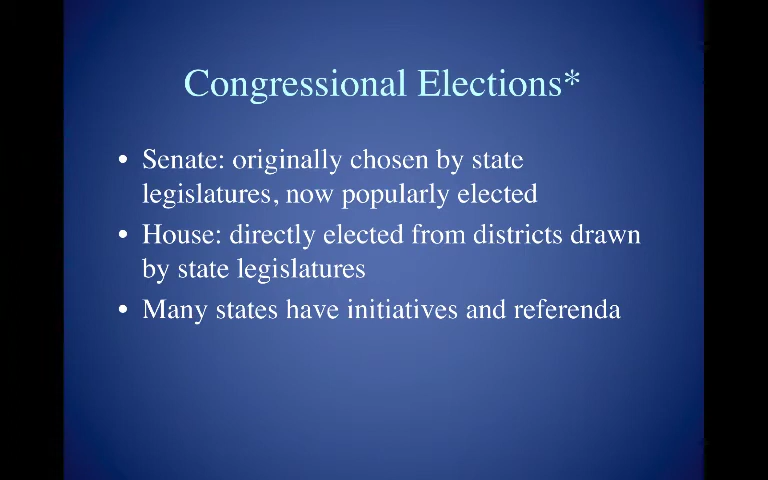 Congressional Elections*
• Senate: originally chosen by state
legislatures, now popularly elected
• House: directly elected from districts drawn
by state legislatures
• Many states have initiatives and referenda